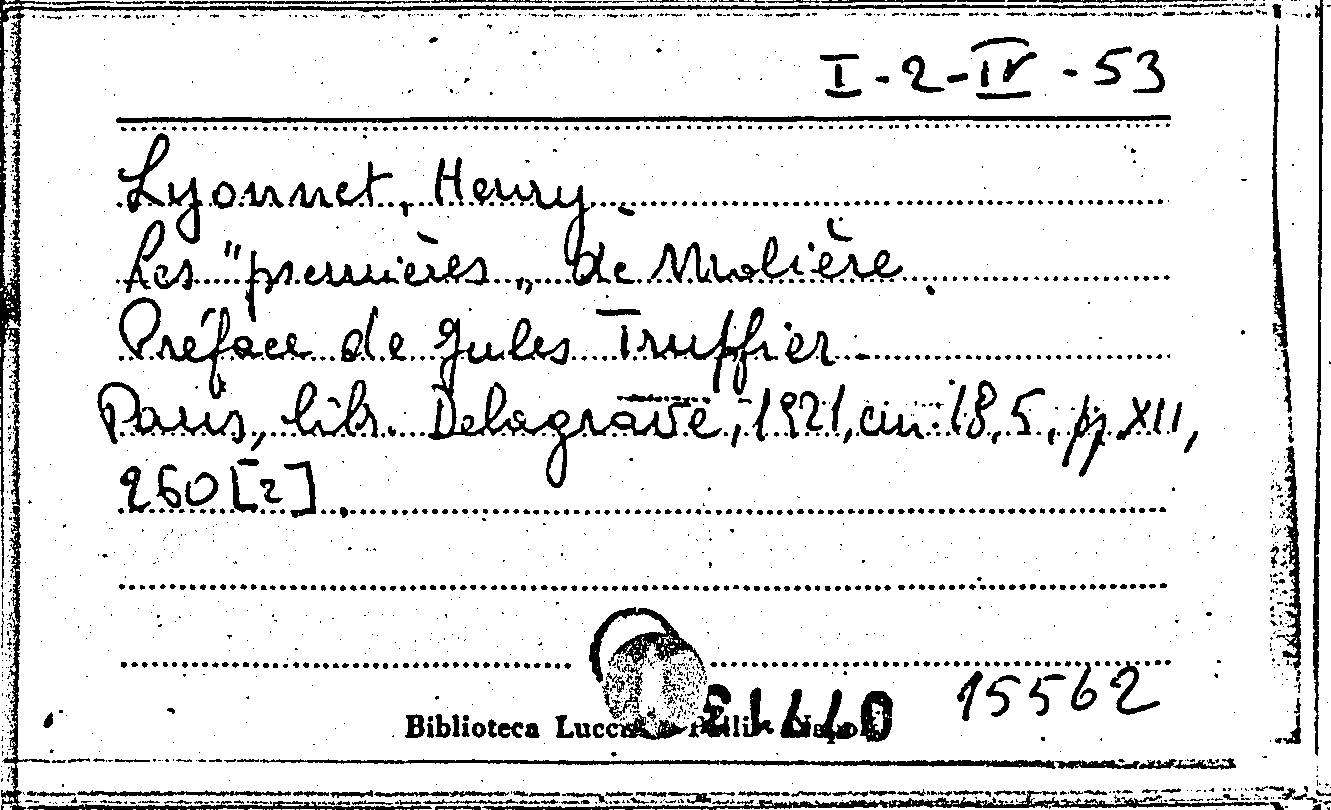 I-2-IV-53
Lyonnet, Henry.
Les "premières„ de Molière.
Préface de Jules Truffier.
Paris, libr. Delagrave, 1921, cm. 18,5, pp. XII,
260 [2].
15562
Biblioteca